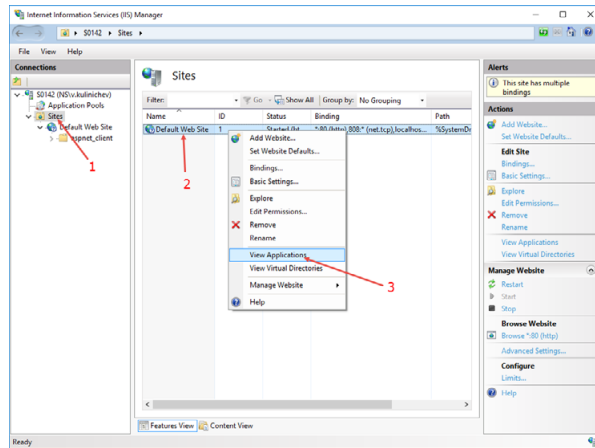 Internet Information Services (IIS) Manager
S0142 ▸ Sites ▸
File View Help
Connections
S0142 (NS\v.kulinichev)
Application Pools
Sites
Default Web Site
aspnet_client
1
Sites
Filter: Go Show All Group by: No Grouping
Name ID Status Binding Path
Default Web Site 1 Started (ht *:80 (http),808:* (net.tcp),localhos... %SystemDr
2
Add Website...
Set Website Defaults...
Bindings...
Basic Settings...
Explore
Edit Permissions...
Remove
Rename
View Applications
View Virtual Directories
Manage Website
Help
3
Features View Content View
Alerts
This site has multiple
bindings
Actions
Add Website...
Set Website Defaults...
Edit Site
Bindings...
Basic Settings...
Explore
Edit Permissions...
Remove
Rename
View Applications
View Virtual Directories
Manage Website
Restart
Start
Stop
Browse Website
Browse *:80 (http)
Advanced Settings...
Configure
Limits...
Help
Ready